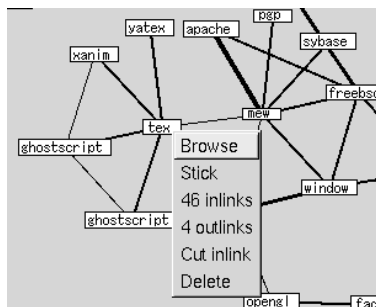 pgp
yatex
apache
sybase
xanim
freebsd
mew
tex
ghostscript
Browse
Stick
window
46 inlinks
ghostscript
4 outlinks
Cut inlink
Delete
opengl
fac